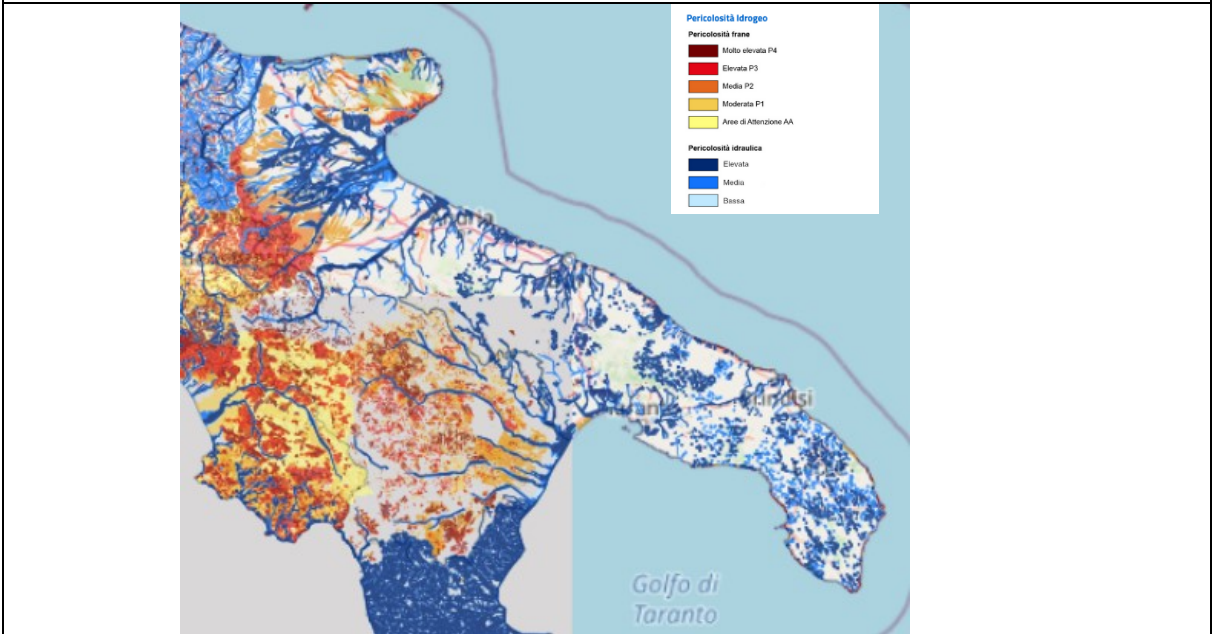 Pericolosità Idrogeo
Pericolosità frane
Molto elevata P4
Elevata P3
Media P2
Moderata P1
Aree di Attenzione AA
Pericolosità idraulica
Elevata
Media
Bassa
Andria
Brindisi
Golfo di
Taranto